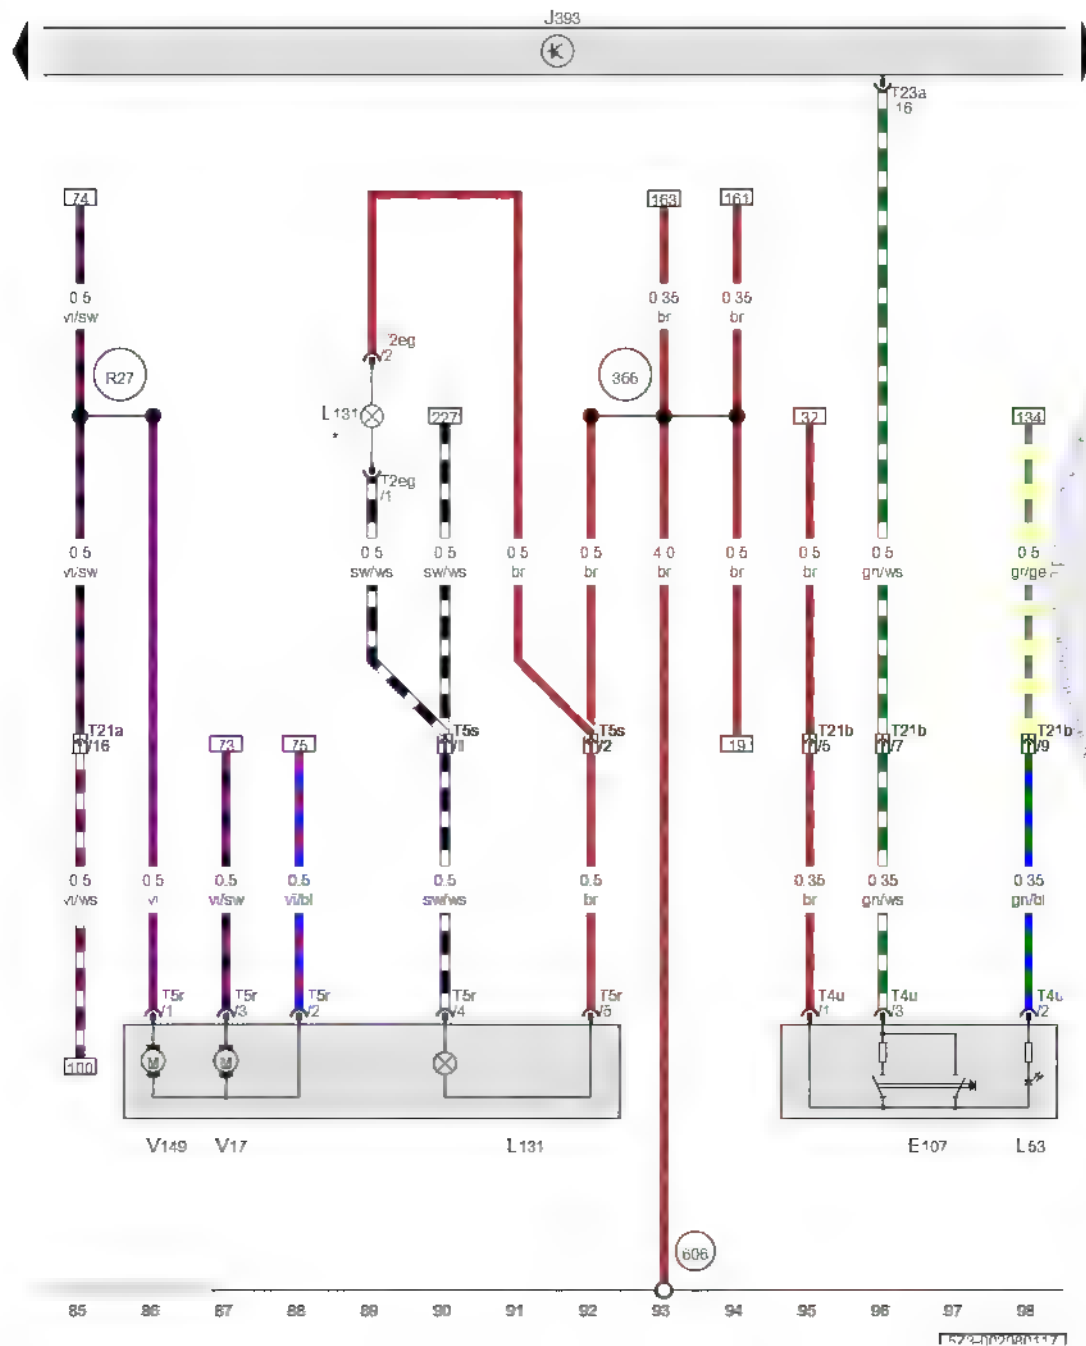 J393
K
T23a
16
74
163
161
0.5
vi/sw
0.35
br
0.35
br
R27
T2eg
/2
366
L131
*
227
32
134
T2eg
/1
0.5
vi/sw
0.5
sw/ws
0.5
sw/ws
0.5
br
0.5
br
4.0
br
0.5
br
0.5
br
0.5
gn/ws
0.5
gr/ge
T21a
/16
73
75
T5s
T5s
/2
19
T21b
/5
T21b
/7
T21b
/9
0.5
vi/ws
0.5
vi
0.5
vi/sw
0.5
vi/bl
0.5
sw/ws
0.5
br
0.35
br
0.35
gn/ws
0.35
gn/bl
T5r
/1
T5r
/3
T5r
/2
T5r
/4
T5r
/5
T4u
/1
T4u
/3
T4u
/2
100
M
M
V149
V17
L131
E107
L53
606
85 86 87 88 89 90 91 92 93 94 95 96 97 98
573-002080117